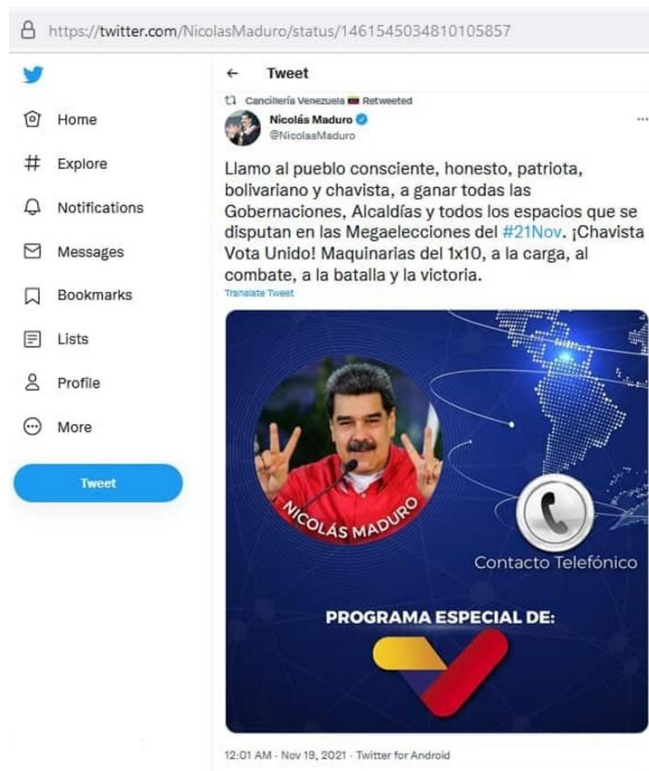 https://twitter.com/NicolasMaduro/status/1461545034810105857
Home
Explore
Notifications
Messages
Bookmarks
Lists
Profile
More
Tweet
← Tweet
Cancillería Venezuela 🇻🇪 Retweeted
Nicolás Maduro
@NicolasMaduro
Llamo al pueblo consciente, honesto, patriota,
bolivariano y chavista, a ganar todas las
Gobernaciones, Alcaldías y todos los espacios que se
disputan en las Megaelecciones del #21Nov. ¡Chavista
Vota Unido! Maquinarias del 1x10, a la carga, al
combate, a la batalla y la victoria.
Translate Tweet
NICOLÁS MADURO
Contacto Telefónico
PROGRAMA ESPECIAL DE:
12:01 AM · Nov 19, 2021 · Twitter for Android